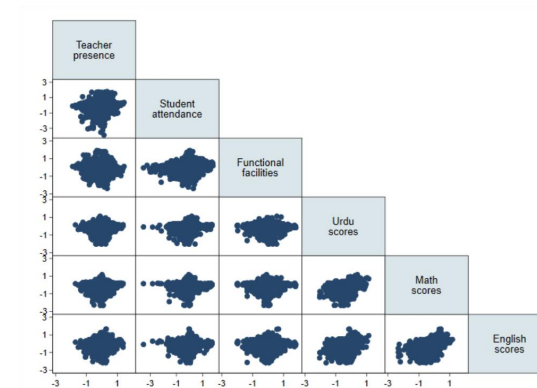 Teacher
presence
3
1
-1
-3
Student
attendance
3
1
-1
-3
Functional
facilities
3
1
-1
-3
Urdu
scores
3
1
-1
-3
Math
scores
3
1
-1
-3
English
scores
-3 -1 1 -3 -1 1 -3 -1 1 -3 -1 1 -3 -1 1